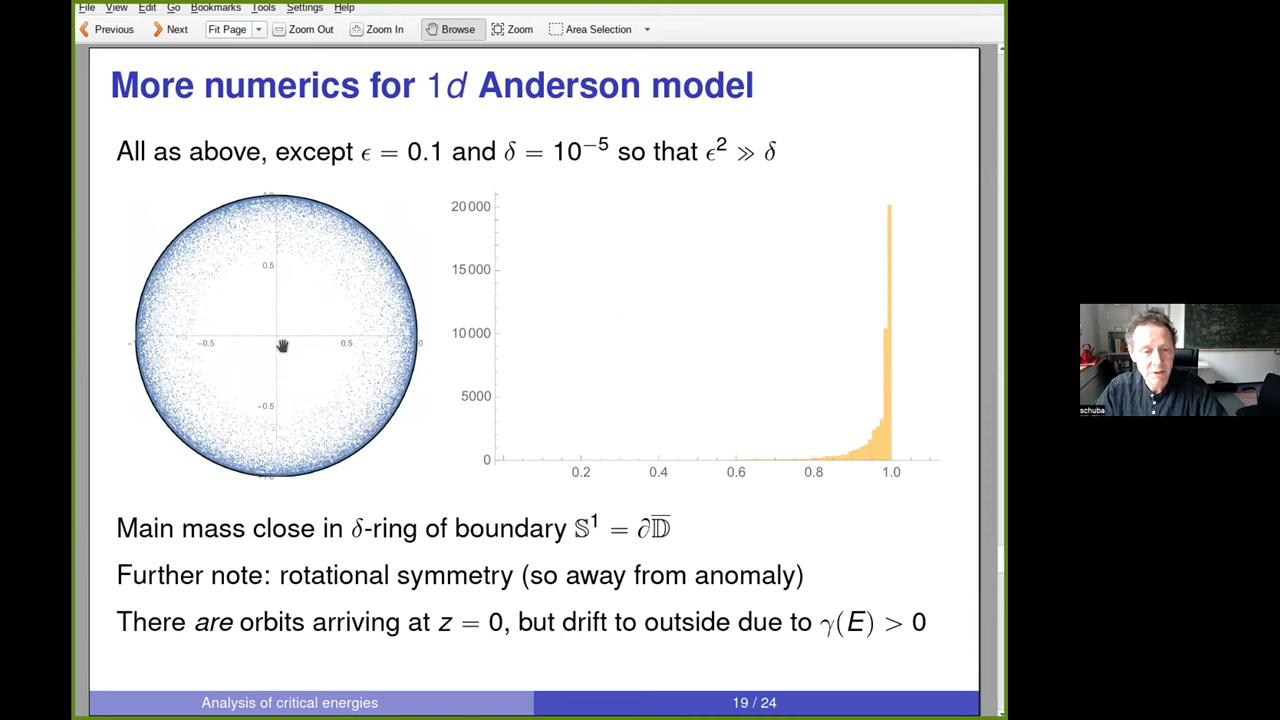 File Edit View Go Bookmarks Tools Settings Help
Previous Next Fit Page Zoom Out Zoom In Browse Zoom Area Selection
More numerics for 1d Anderson model
All as above, except ϵ = 0.1 and δ = 10⁻⁵ so that ϵ² ≫ δ
1.0
0.5
-0.5 0.5
-0.5
-1.0
20 000
15 000
10 000
5000
0
0.2 0.4 0.6 0.8 1.0
Main mass close in δ-ring of boundary 𝕊¹ = ∂𝔻̅
Further note: rotational symmetry (so away from anomaly)
There are orbits arriving at z = 0, but drift to outside due to γ(E) > 0
Analysis of critical energies 19 / 24
schuba